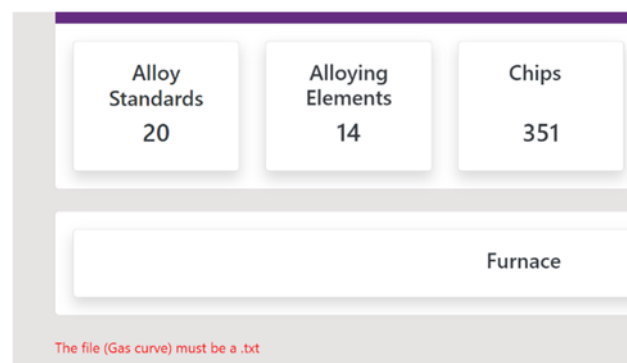 Alloy
Standards
20
Alloying
Elements
14
Chips
351
Furnace
The file (Gas curve) must be a .txt